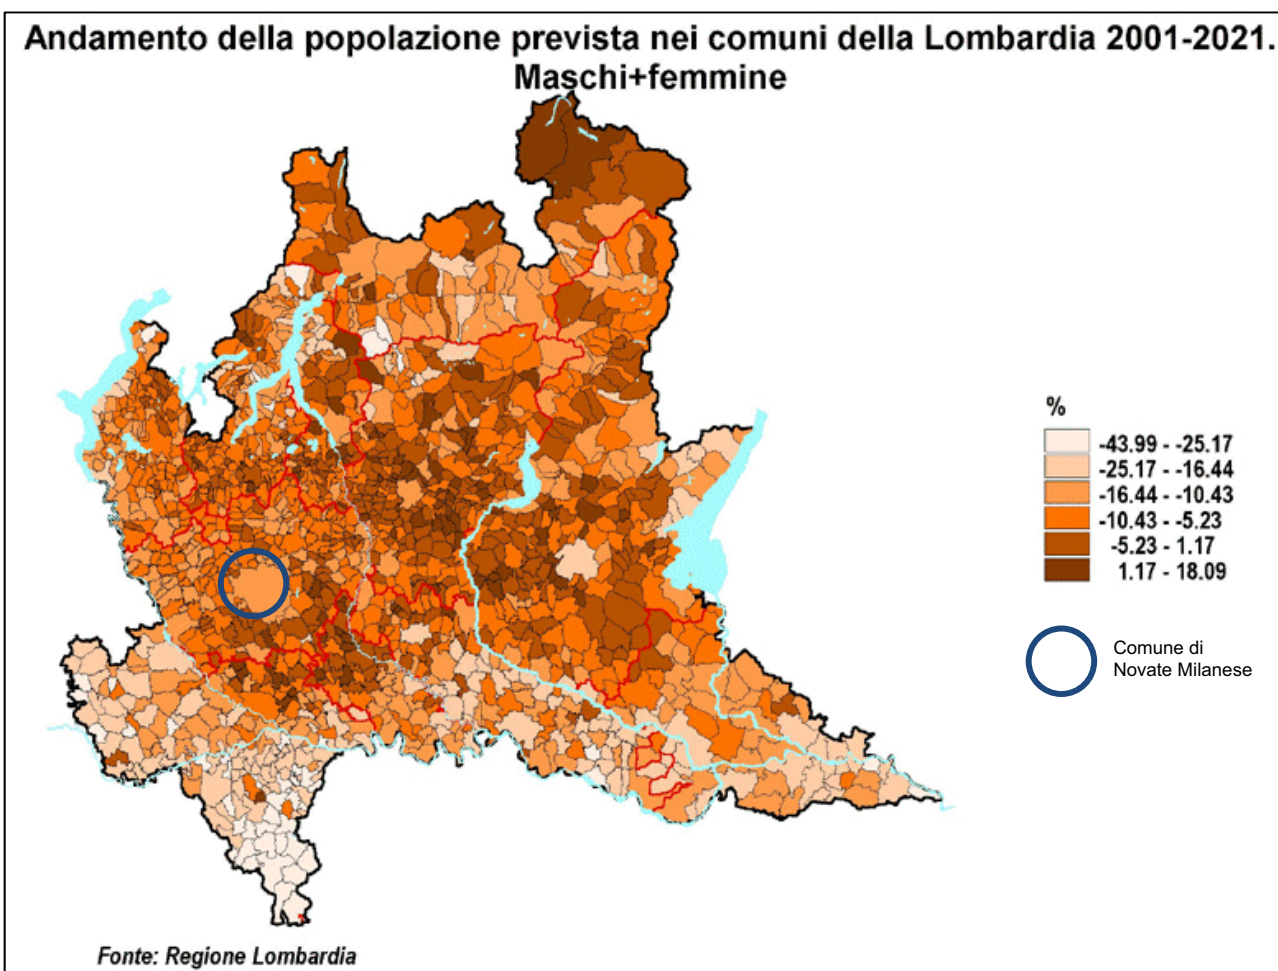 Andamento della popolazione prevista nei comuni della Lombardia 2001-2021.
Maschi+femmine
%
-43.99 - -25.17
-25.17 - -16.44
-16.44 - -10.43
-10.43 - -5.23
-5.23 - 1.17
1.17 - 18.09
Comune di
Novate Milanese
Fonte: Regione Lombardia